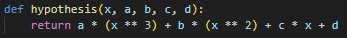 def hypothesis(x, a, b, c, d):
    return a * (x ** 3) + b * (x ** 2) + c * x + d